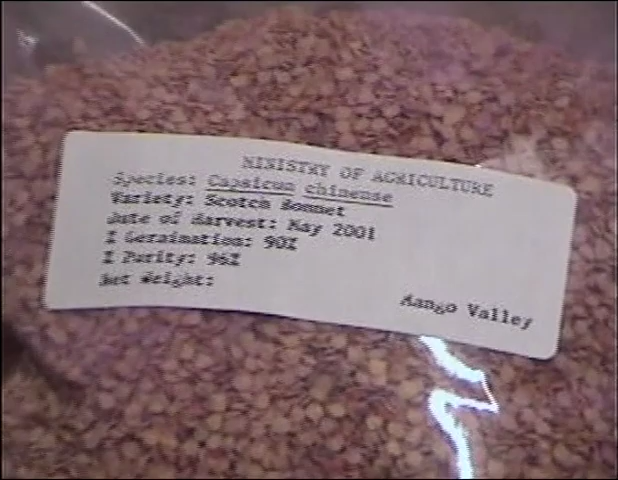 MINISTRY OF AGRICULTURE
Species: Capsicum chinense
Variety: Scotch Bonnet
Date of Harvest: May 2001
% Germination: 90%
% Purity: 96%
Net Weight:
Mango Valley